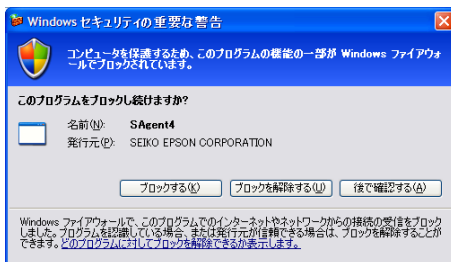 Windows セキュリティの重要な警告
コンピュータを保護するため、このプログラムの機能の一部が Windows ファイアウォ
ールでブロックされています。
このプログラムをブロックし続けますか?
名前(N): SAgent4
発行元(P): SEIKO EPSON CORPORATION
ブロックする(K) ブロックを解除する(U) 後で確認する(A)
Windows ファイアウォールで、このプログラムでのインターネットやネットワークからの接続の受信をブロック
しました。プログラムを認識している場合、または発行元が信頼できる場合は、ブロックを解除することが
できます。どのプログラムに対してブロックを解除できるか表示します。